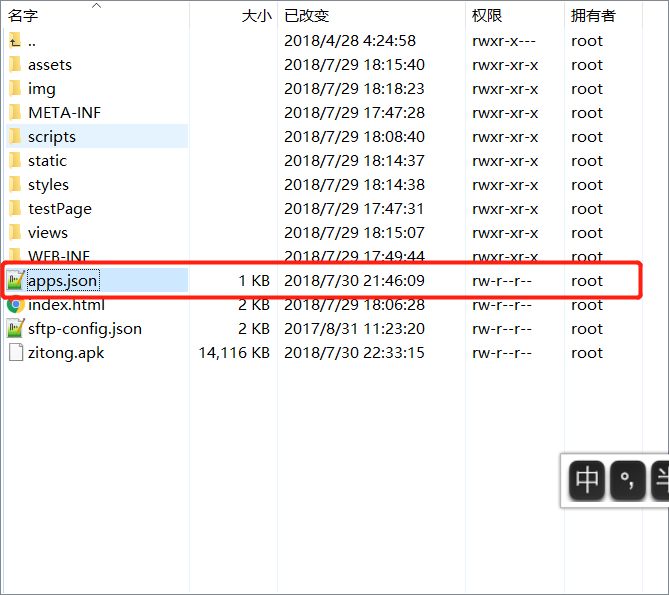 名字 大小 已改变 权限 拥有者
.. 2018/4/28 4:24:58 rwxr-x--- root
assets 2018/7/29 18:15:40 rwxr-xr-x root
img 2018/7/29 18:18:23 rwxr-xr-x root
META-INF 2018/7/29 17:47:28 rwxr-xr-x root
scripts 2018/7/29 18:08:40 rwxr-xr-x root
static 2018/7/29 18:14:37 rwxr-xr-x root
styles 2018/7/29 18:14:38 rwxr-xr-x root
testPage 2018/7/29 17:47:31 rwxr-xr-x root
views 2018/7/29 18:15:07 rwxr-xr-x root
WEB-INF 2018/7/29 17:49:44 rwxr-xr-x root
apps.json 1 KB 2018/7/30 21:46:09 rw-r--r-- root
index.html 2 KB 2018/7/29 18:06:28 rw-r--r-- root
sftp-config.json 2 KB 2017/8/31 11:23:20 rw-r--r-- root
zitong.apk 14,116 KB 2018/7/30 22:33:15 rw-r--r-- root
中 °, 半